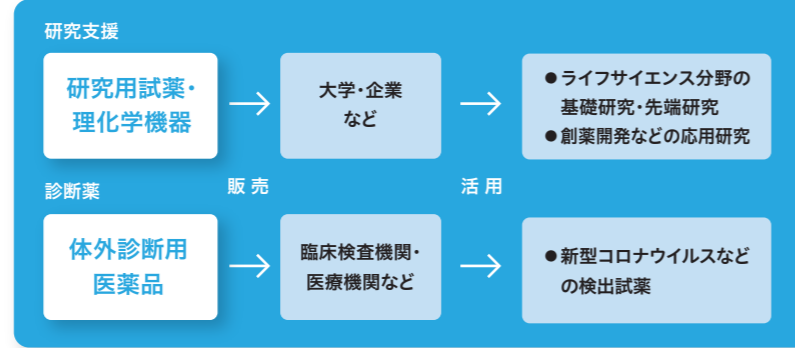 研究支援
研究用試薬・
理化学機器
大学・企業
など
●ライフサイエンス分野の
基礎研究・先端研究
●創薬開発などの応用研究
診断薬
販売
活用
体外診断用
医薬品
臨床検査機関・
医療機関など
●新型コロナウイルスなど
の検出試薬